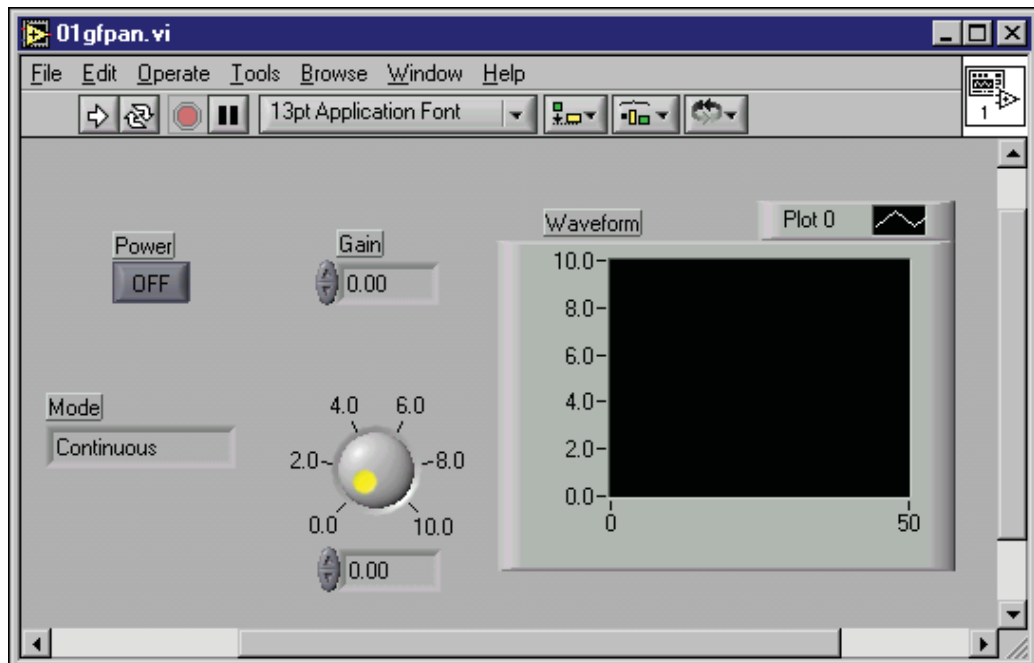 01gfpan.vi
File Edit Operate Tools Browse Window Help
13pt Application Font
1
Waveform
Plot 0
Power
OFF
Gain
0.00
10.0
8.0
6.0
4.0
2.0
0.0
0
50
Mode
Continuous
4.0
6.0
2.0
8.0
0.0
10.0
0.00